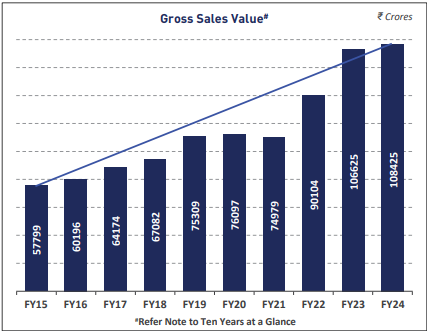 Gross Sales Value#
₹ Crores
57799
60196
64174
67082
75309
76097
74979
90104
106625
108425
FY15 FY16 FY17 FY18 FY19 FY20 FY21 FY22 FY23 FY24
#Refer Note to Ten Years at a Glance